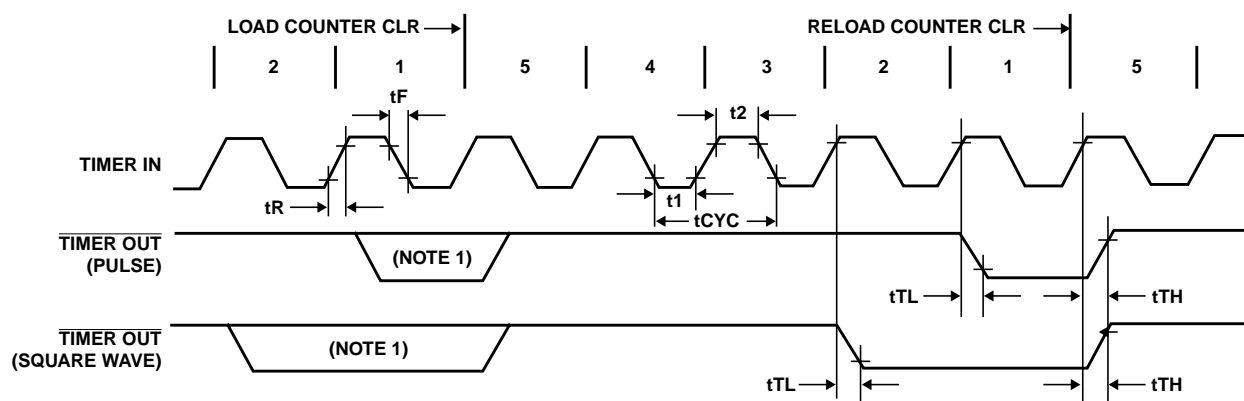 LOAD COUNTER CLR
RELOAD COUNTER CLR
2 1 5 4 3 2 1 5
tF
t2
TIMER IN
tR
t1
tCYC
TIMER OUT
(PULSE)
(NOTE 1)
tTL
tTH
TIMER OUT
(SQUARE WAVE)
(NOTE 1)
tTL
tTH